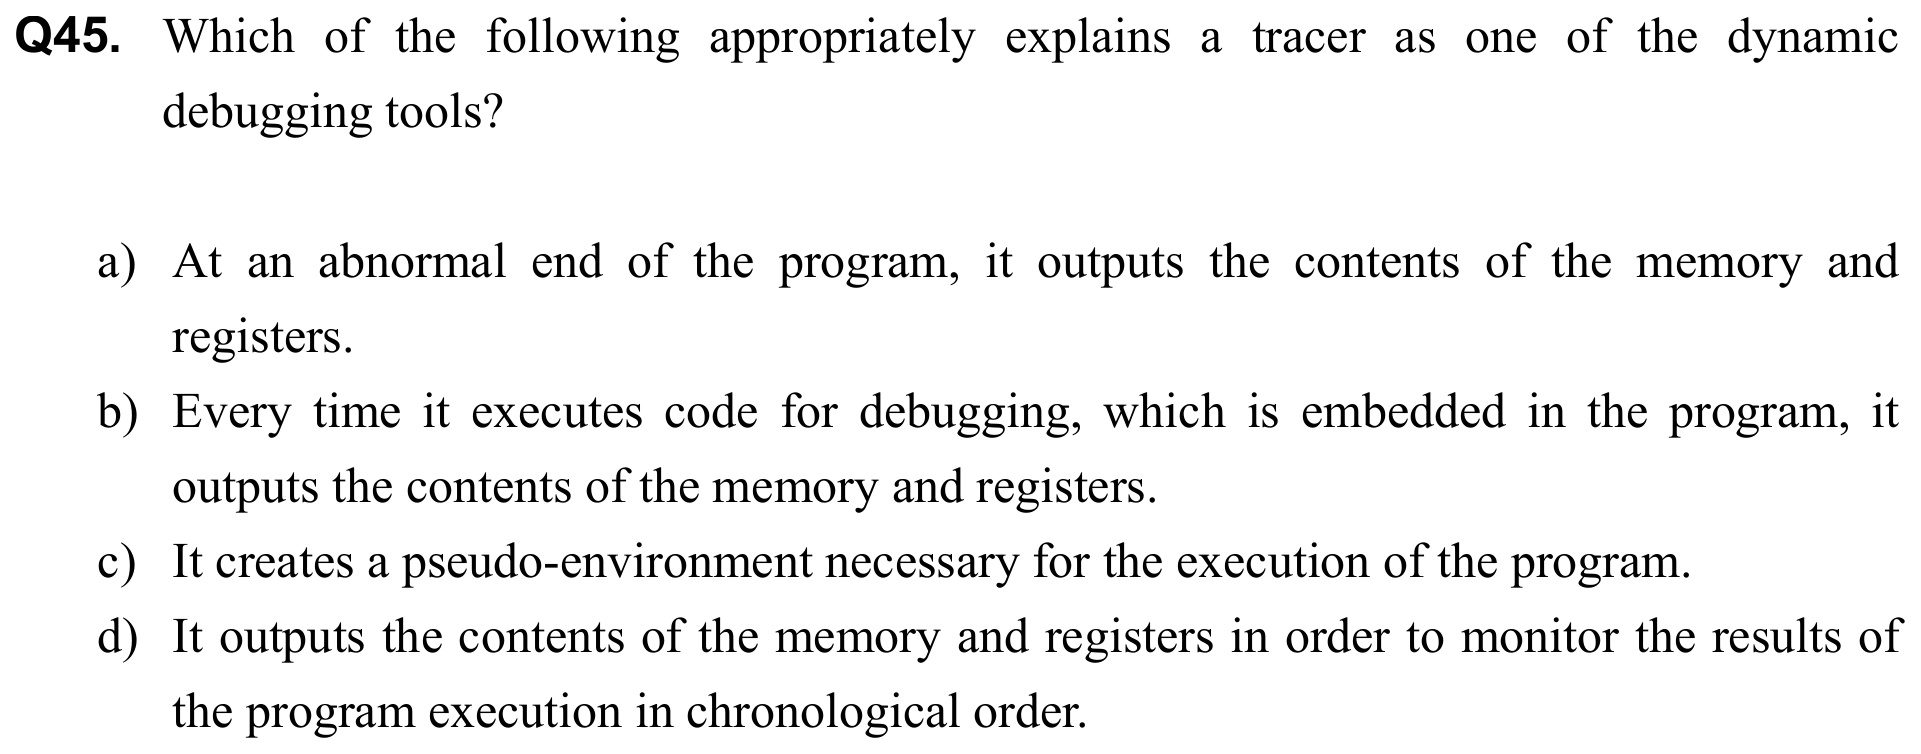 Q45. Which of the following appropriately explains a tracer as one of the dynamic
debugging tools?
a) At an abnormal end of the program, it outputs the contents of the memory and
registers.
b) Every time it executes code for debugging, which is embedded in the program, it
outputs the contents of the memory and registers.
c) It creates a pseudo-environment necessary for the execution of the program.
d) It outputs the contents of the memory and registers in order to monitor the results of
the program execution in chronological order.